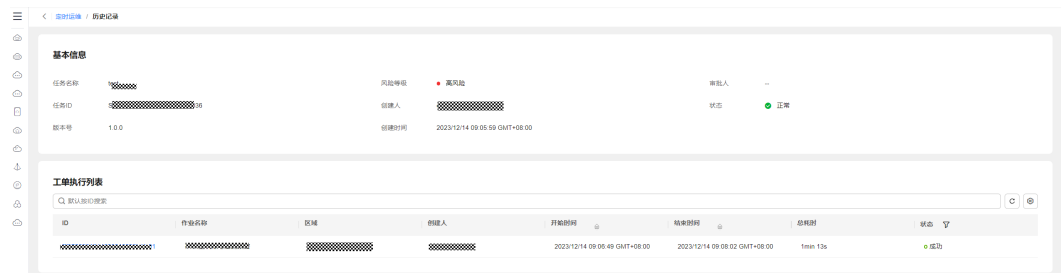 定时运维 / 历史记录
基本信息
任务名称 风险等级 高风险 审批人 --
任务ID S 36 创建人 状态 正常
版本号 1.0.0 创建时间 2023/12/14 09:05:59 GMT+08:00
工单执行列表
默认按ID搜索
ID 作业名称 区域 创建人 开始时间 结束时间 总耗时 状态
1 2023/12/14 09:06:49 GMT+08:00 2023/12/14 09:08:02 GMT+08:00 1min 13s 成功